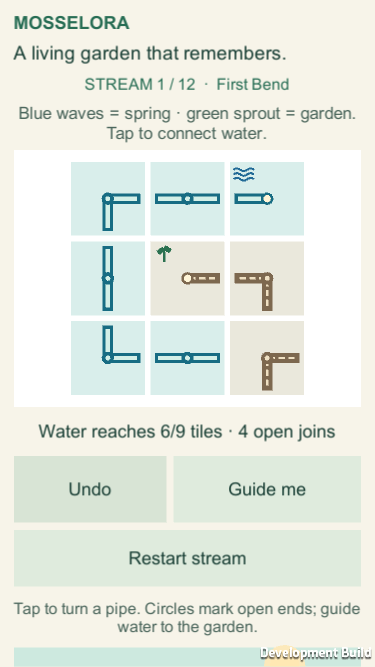 MOSSELORA
A living garden that remembers.
STREAM 1 / 12 · First Bend
Blue waves = spring · green sprout = garden.
Tap to connect water.
Water reaches 6/9 tiles · 4 open joins
Undo
Guide me
Restart stream
Tap to turn a pipe. Circles mark open ends; guide
water to the garden.
Development Build